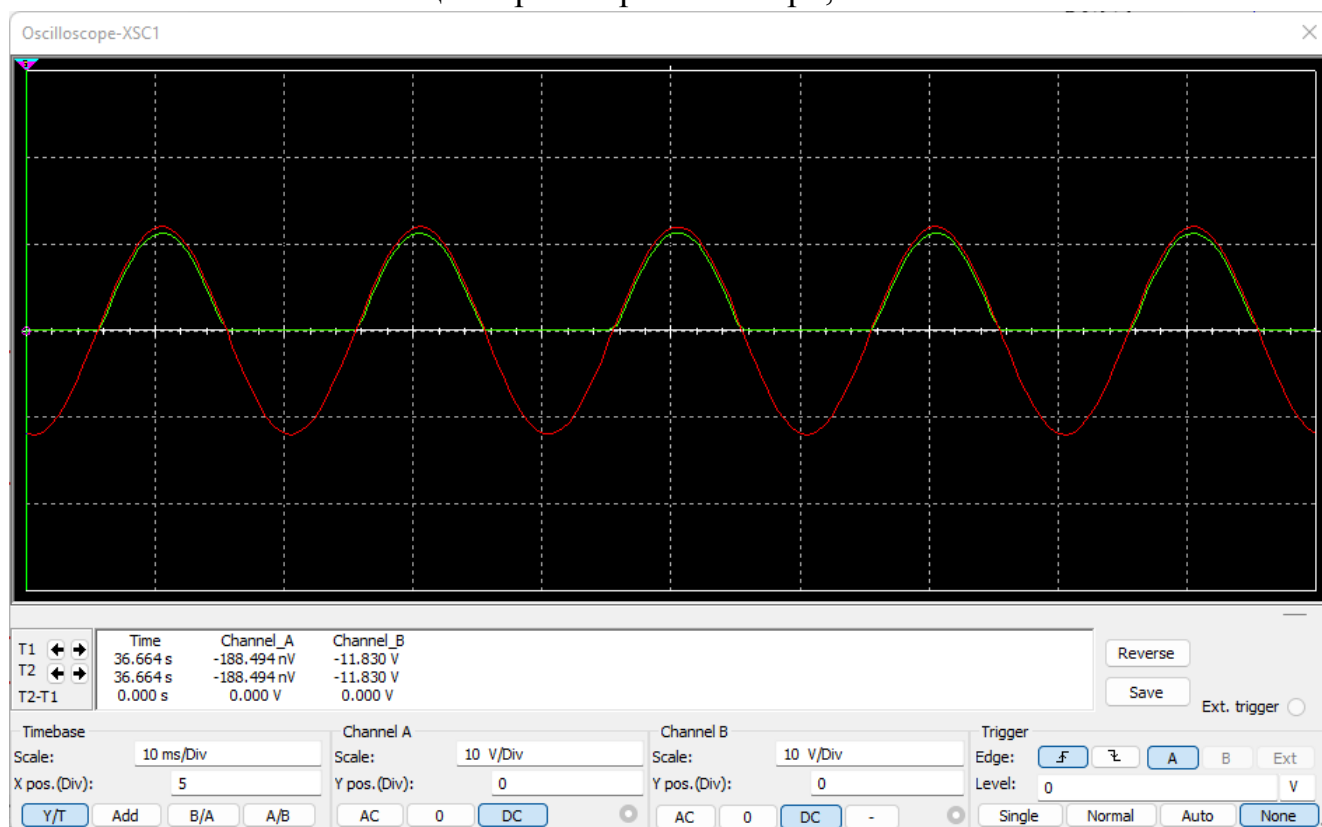 Oscilloscope-XSC1
Time Channel_A Channel_B
T1 36.664 s -188.494 nV -11.830 V
T2 36.664 s -188.494 nV -11.830 V
T2-T1 0.000 s 0.000 V 0.000 V
Reverse
Save
Ext. trigger
Timebase
Scale: 10 ms/Div
X pos.(Div): 5
Y/T Add B/A A/B
Channel A
Scale: 10 V/Div
Y pos.(Div): 0
AC 0 DC
Channel B
Scale: 10 V/Div
Y pos.(Div): 0
AC 0 DC -
Trigger
Edge: A B Ext
Level: 0 V
Single Normal Auto None